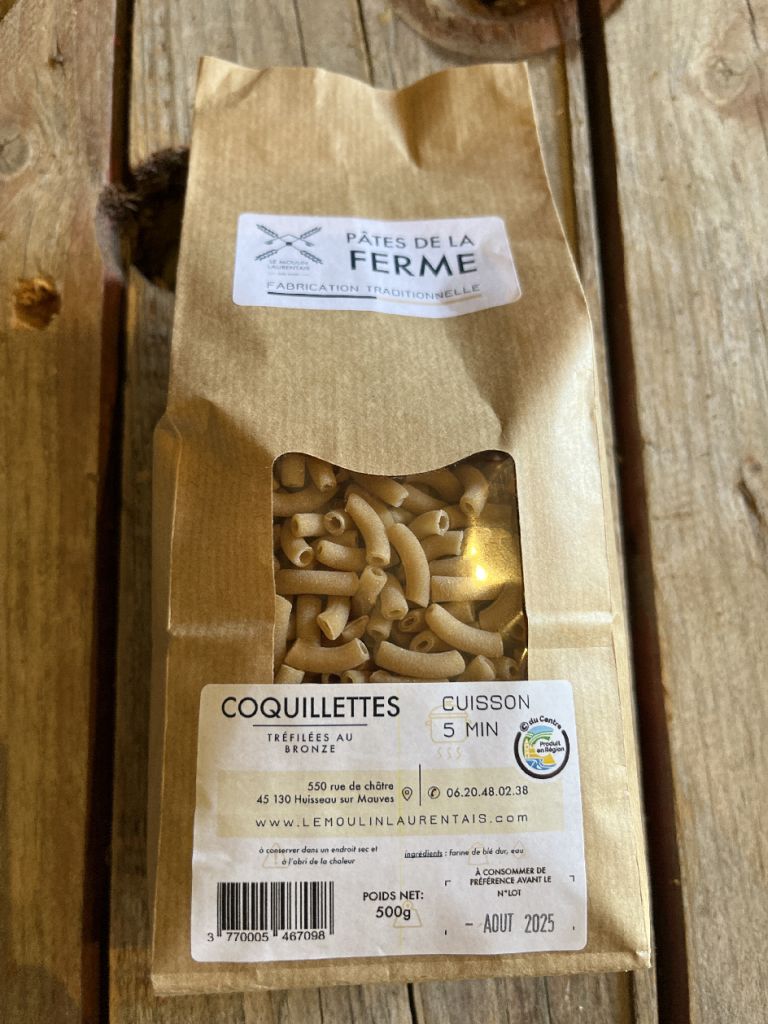 LE MOULIN
LAURENTAIS
PÂTES DE LA
FERME
FABRICATION TRADITIONNELLE
COQUILLETTES
TRÉFILÉES AU
BRONZE
CUISSON
5 MIN
© du Centre
Produit
en Région
550 rue de châtre
45 130 Huisseau sur Mauves
06.20.48.02.38
www.LEMOULINLAURENTAIS.com
à conserver dans un endroit sec et
à l'abri de la chaleur
ingrédients : farine de blé dur, eau
À CONSOMMER DE
PRÉFÉRENCE AVANT LE
N°LOT
- AOUT 2025
POIDS NET:
500g
3 770005 467098